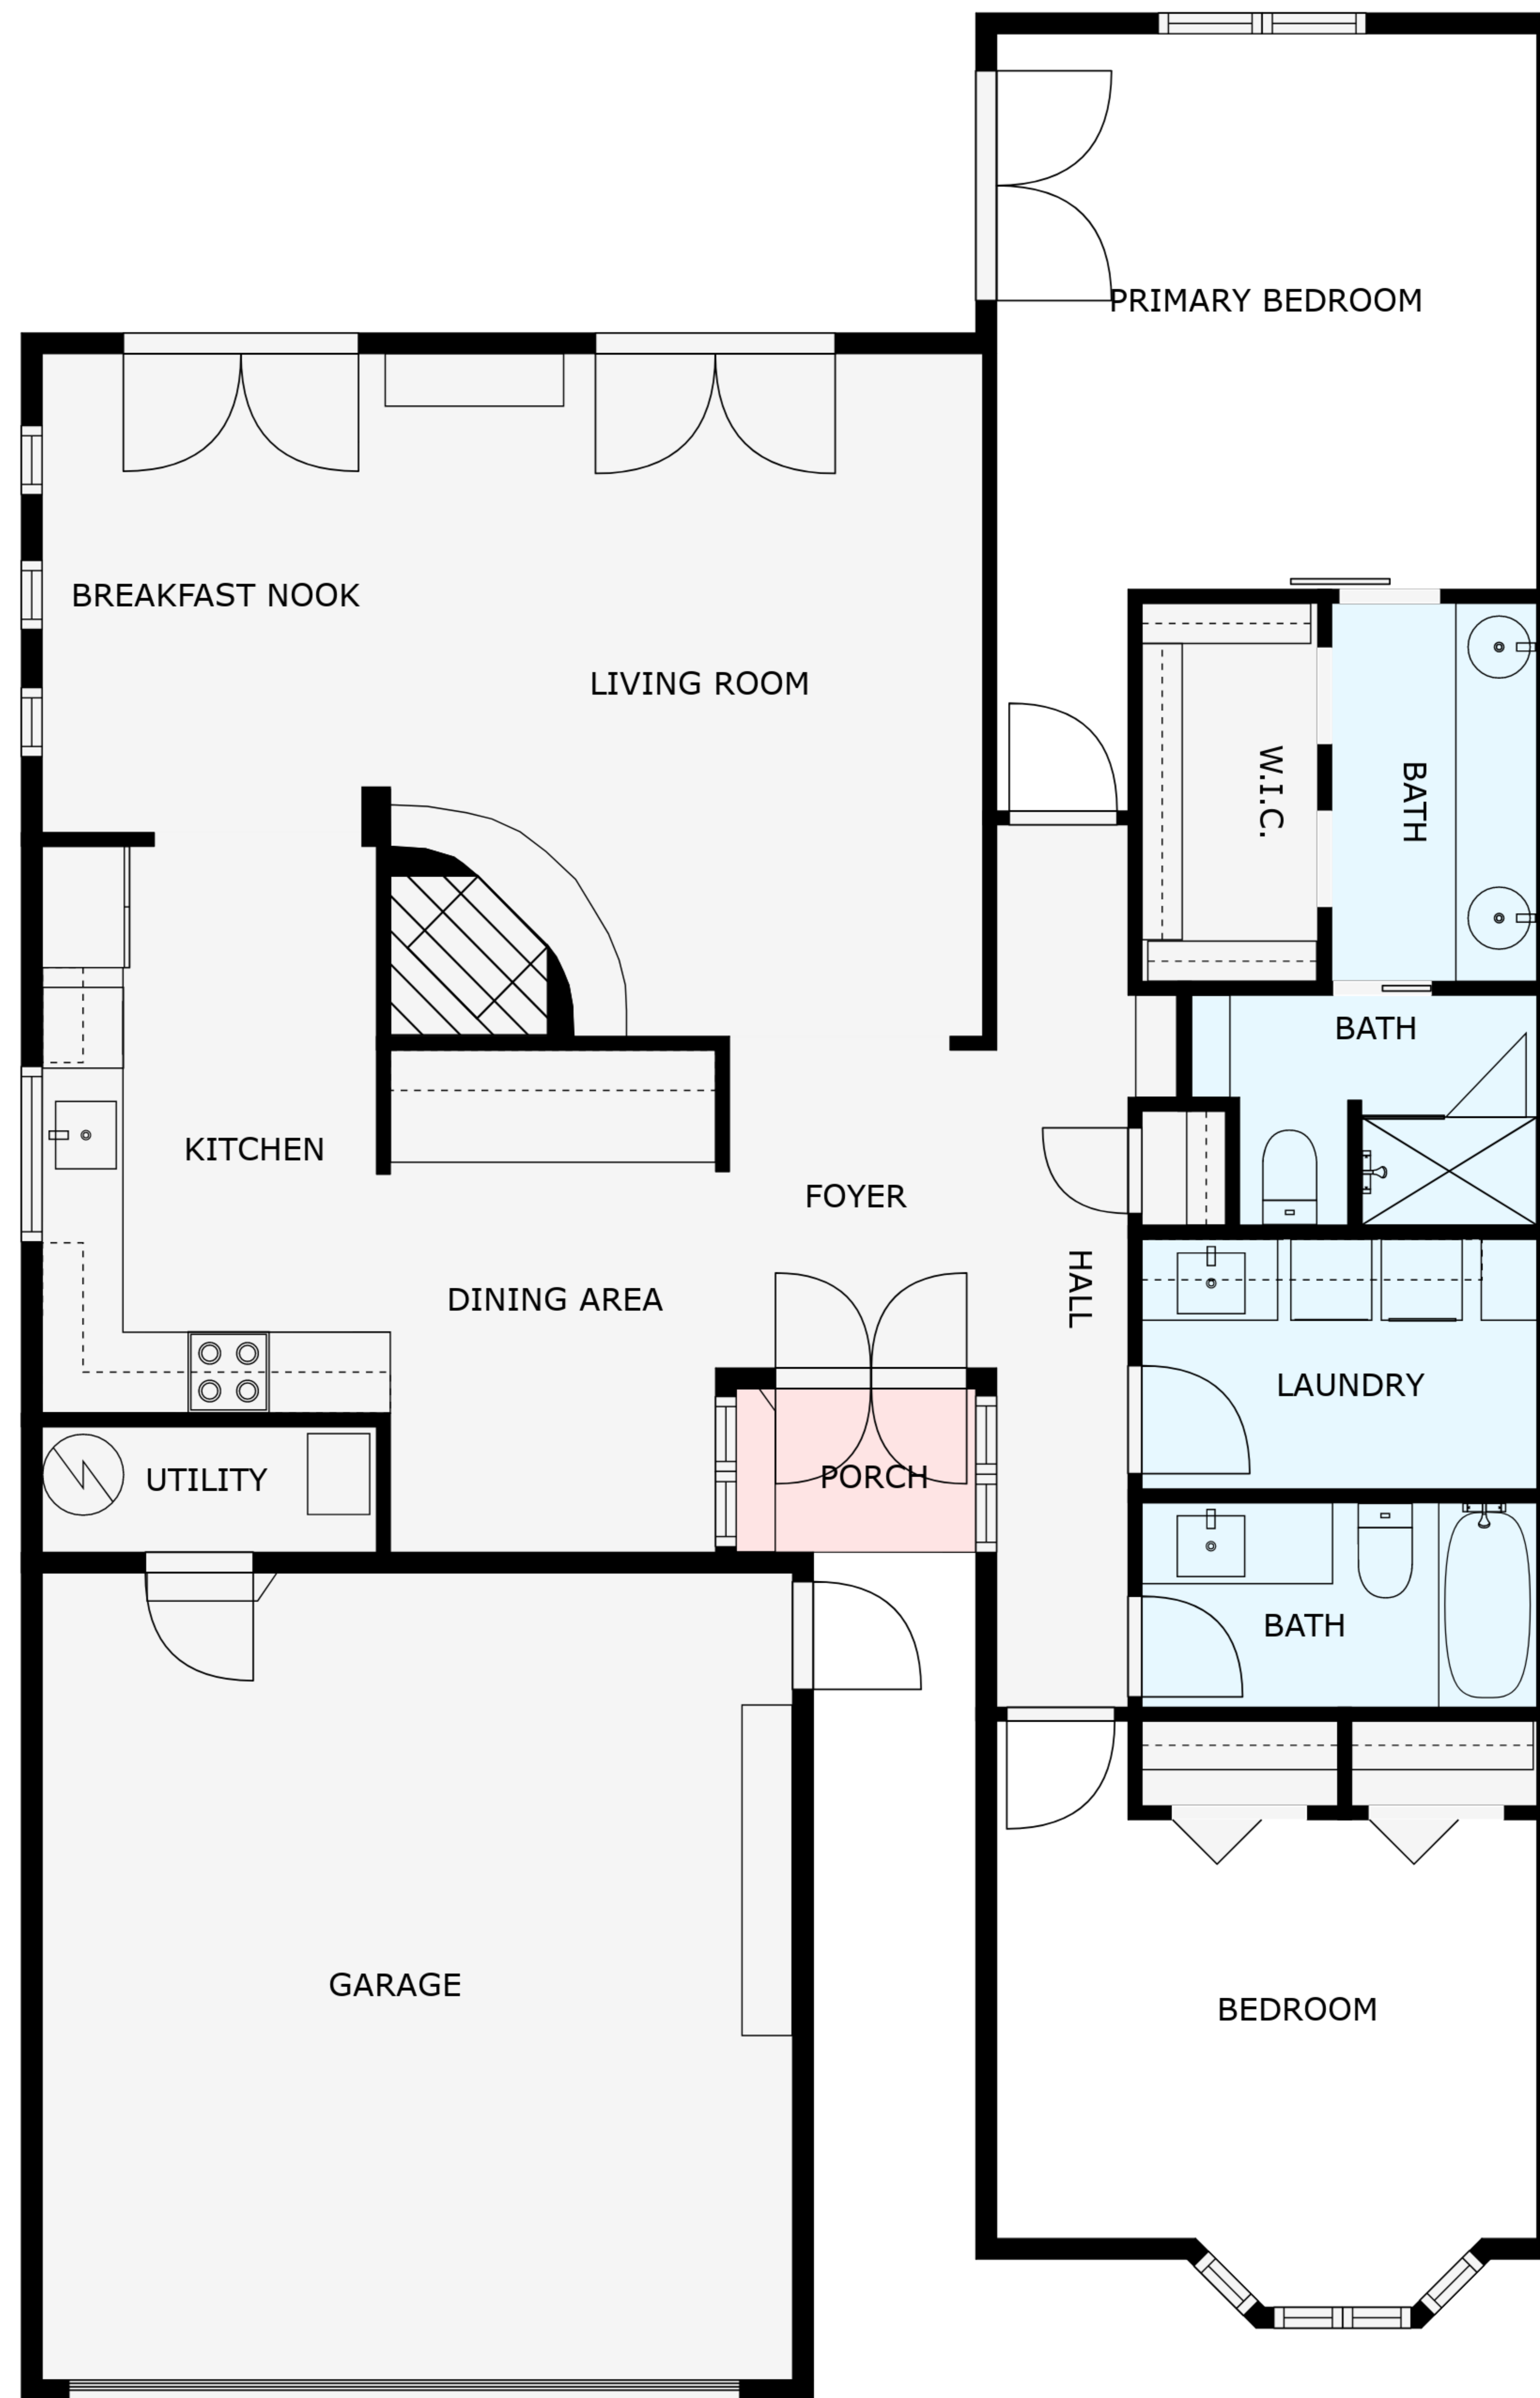 PRIMARY BEDROOM
BREAKFAST NOOK
LIVING ROOM
W.I.C.
BATH
BATH
KITCHEN
FOYER
HALL
DINING AREA
LAUNDRY
PORCH
UTILITY
BATH
GARAGE
BEDROOM